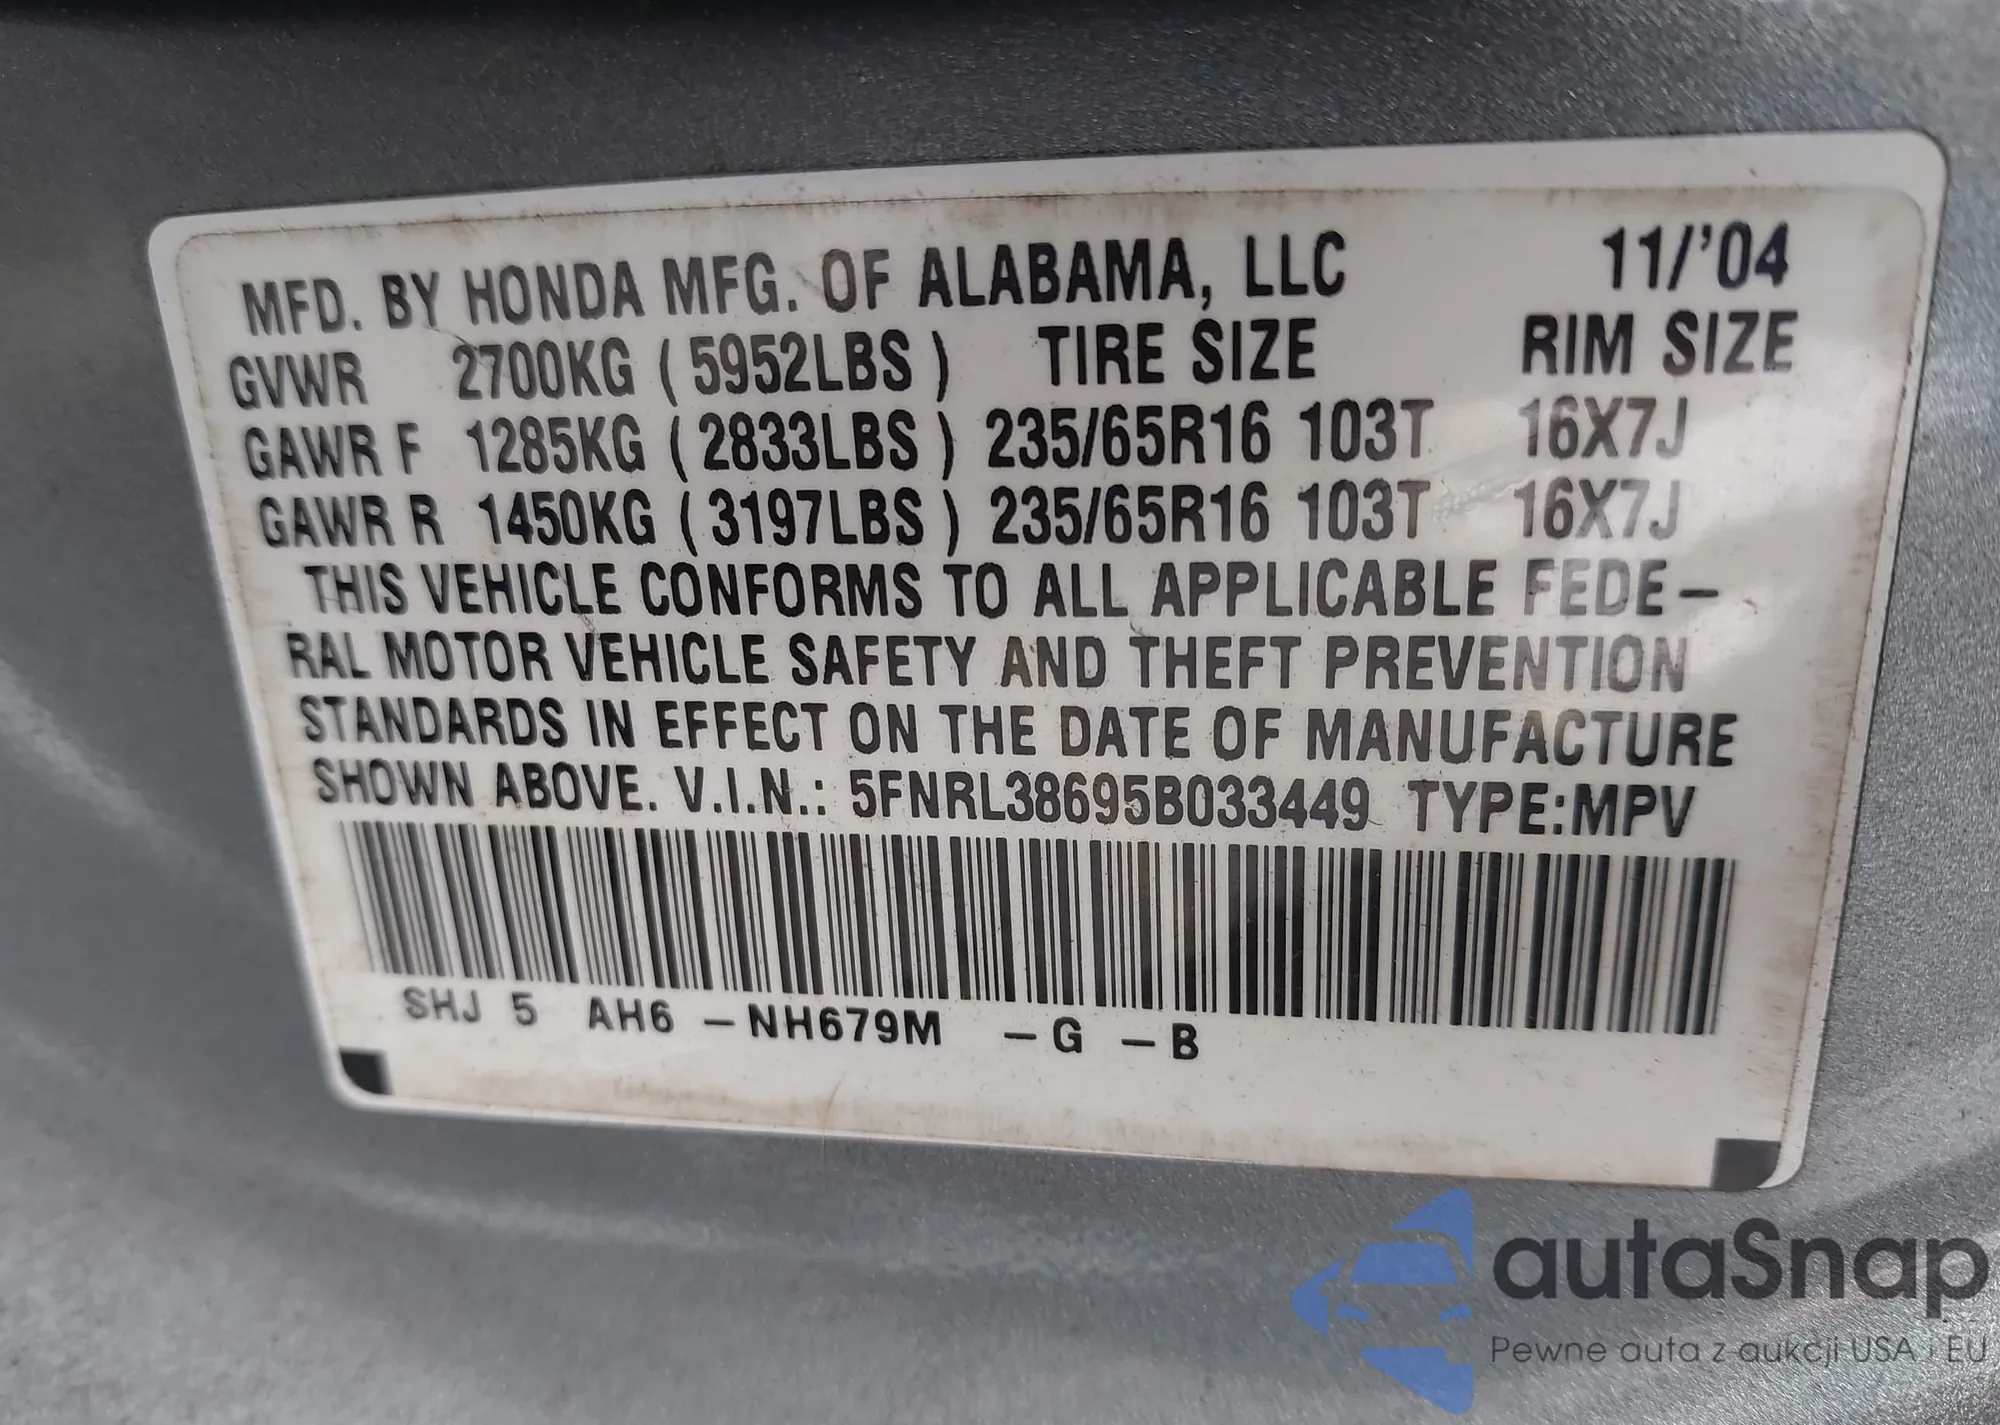 MFD. BY HONDA MFG. OF ALABAMA, LLC 11/'04
GVWR 2700KG ( 5952LBS ) TIRE SIZE RIM SIZE
GAWR F 1285KG ( 2833LBS ) 235/65R16 103T 16X7J
GAWR R 1450KG ( 3197LBS ) 235/65R16 103T 16X7J
THIS VEHICLE CONFORMS TO ALL APPLICABLE FEDE–
RAL MOTOR VEHICLE SAFETY AND THEFT PREVENTION
STANDARDS IN EFFECT ON THE DATE OF MANUFACTURE
SHOWN ABOVE. V.I.N.: 5FNRL38695B033449 TYPE:MPV
SHJ 5 AH6 –NH679M –G –B
autaSnap
Pewne auta z aukcji USA i EU